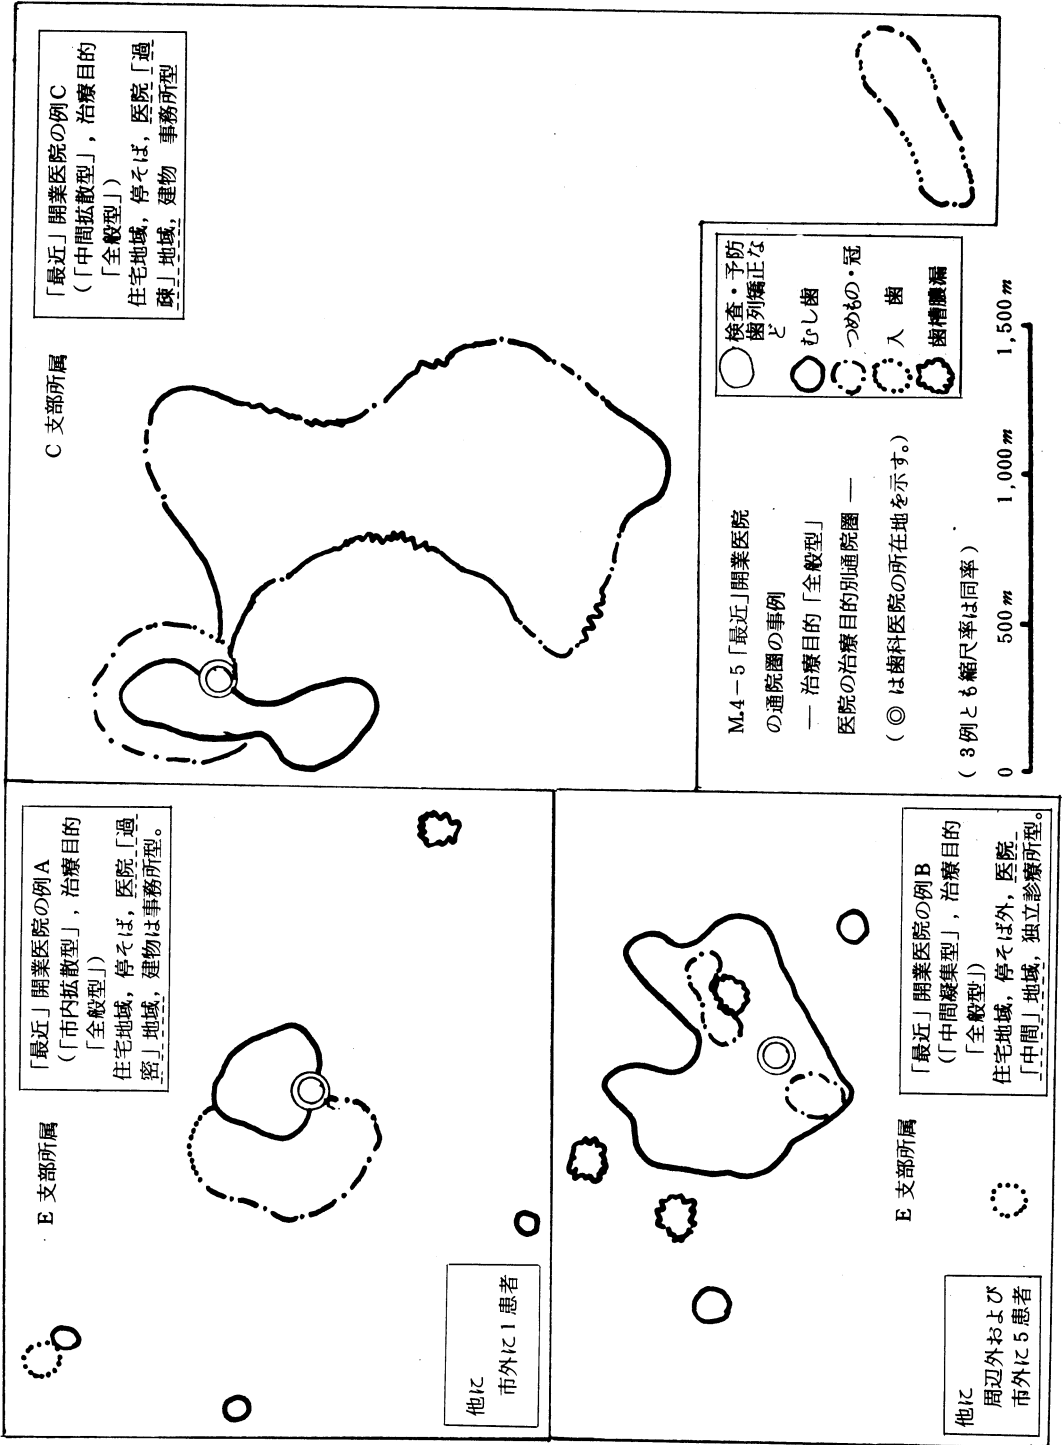 「最近」開業医院の例A
（「市内拡散型」，治療目的
「全般型」）
住宅地域，停そば，医院「過
密」地域，建物は事務所型。
E 支部所属
他に
市外に1患者
「最近」開業医院の例C
（「中間拡散型」，治療目的
「全般型」）
住宅地域，停そば，医院「過
疎」地域，建物 事務所型
C 支部所属
「最近」開業医院の例B
（「中間凝集型」，治療目的
「全般型」）
住宅地域，停そば外，医院
「中間」地域，独立診療所型。
E 支部所属
他に
周辺外および
市外に5患者
M.4－5「最近」開業医院
の通院圏の事例
― 治療目的「全般型」
医院の治療目的別通院圏 ―
（◎は歯科医院の所在地を示す。）
（3例とも縮尺率は同率）
検査・予防
歯列矯正な
ど
むし歯
つめもの・冠
入 歯
歯槽膿漏
0 500m 1,000m 1,500m